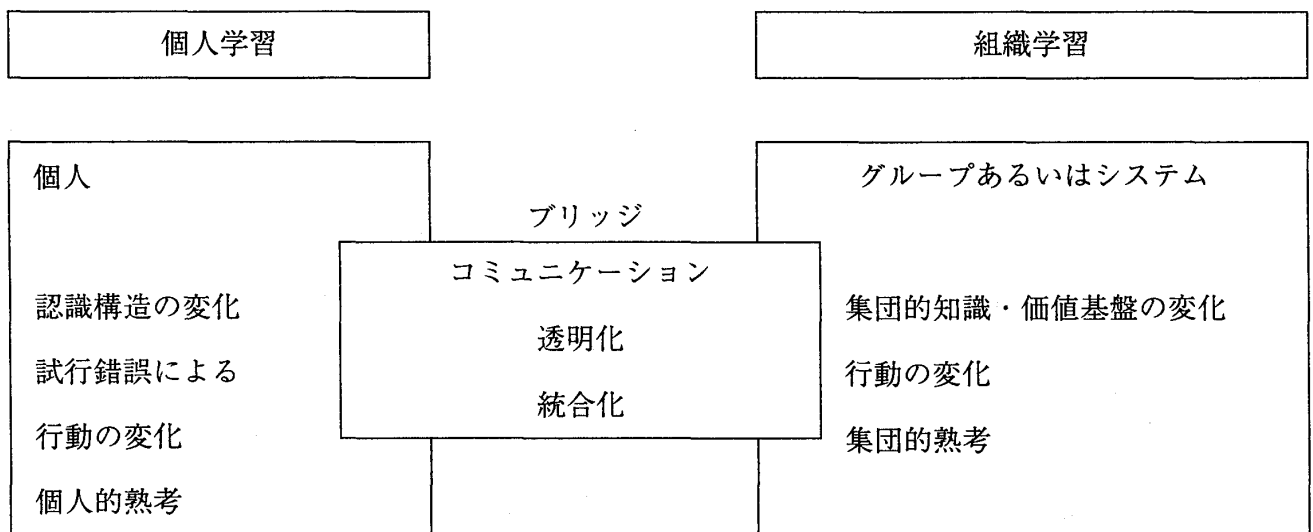 個人学習
組織学習
個人
認識構造の変化
試行錯誤による
行動の変化
個人的熟考
ブリッジ
コミュニケーション
透明化
統合化
グループあるいはシステム
集団的知識・価値基盤の変化
行動の変化
集団的熟考